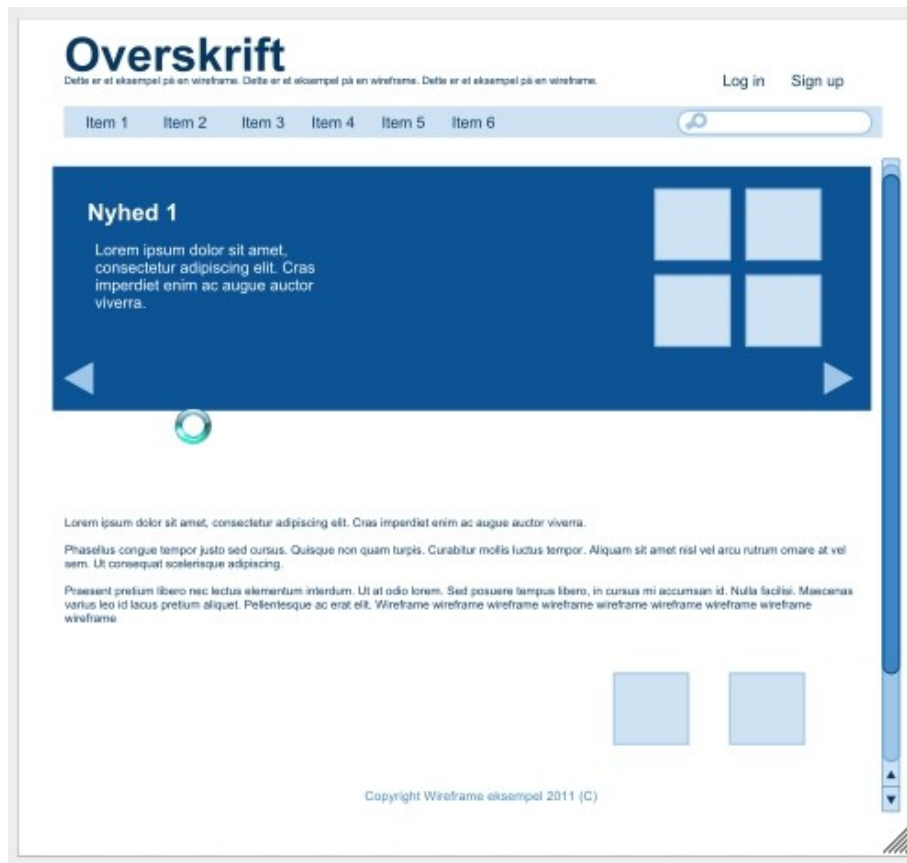 Overskrift
Dette er et eksempel på en wireframe. Dette er et eksempel på en wireframe. Dette er et eksempel på en wireframe.
Log in Sign up
Item 1 Item 2 Item 3 Item 4 Item 5 Item 6
Nyhed 1
Lorem ipsum dolor sit amet,
consectetur adipiscing elit. Cras
imperdiet enim ac augue auctor
viverra.
Lorem ipsum dolor sit amet, consectetur adipiscing elit. Cras imperdiet enim ac augue auctor viverra.
Phasellus congue tempor justo sed cursus. Quisque non quam turpis. Curabitur mollis luctus tempor. Aliquam sit amet nisl vel arcu rutrum ornare at vel
sem. Ut consequat scelerisque adipiscing.
Praesent pretium libero nec lectus elementum interdum. Ut at odio lorem. Sed posuere tempus libero, in cursus mi accumsan id. Nulla facilisi. Maecenas
varius leo id lacus pretium aliquet. Pellentesque ac erat elit. Wireframe wireframe wireframe wireframe wireframe wireframe wireframe wireframe
wireframe
Copyright Wireframe eksempel 2011 (C)